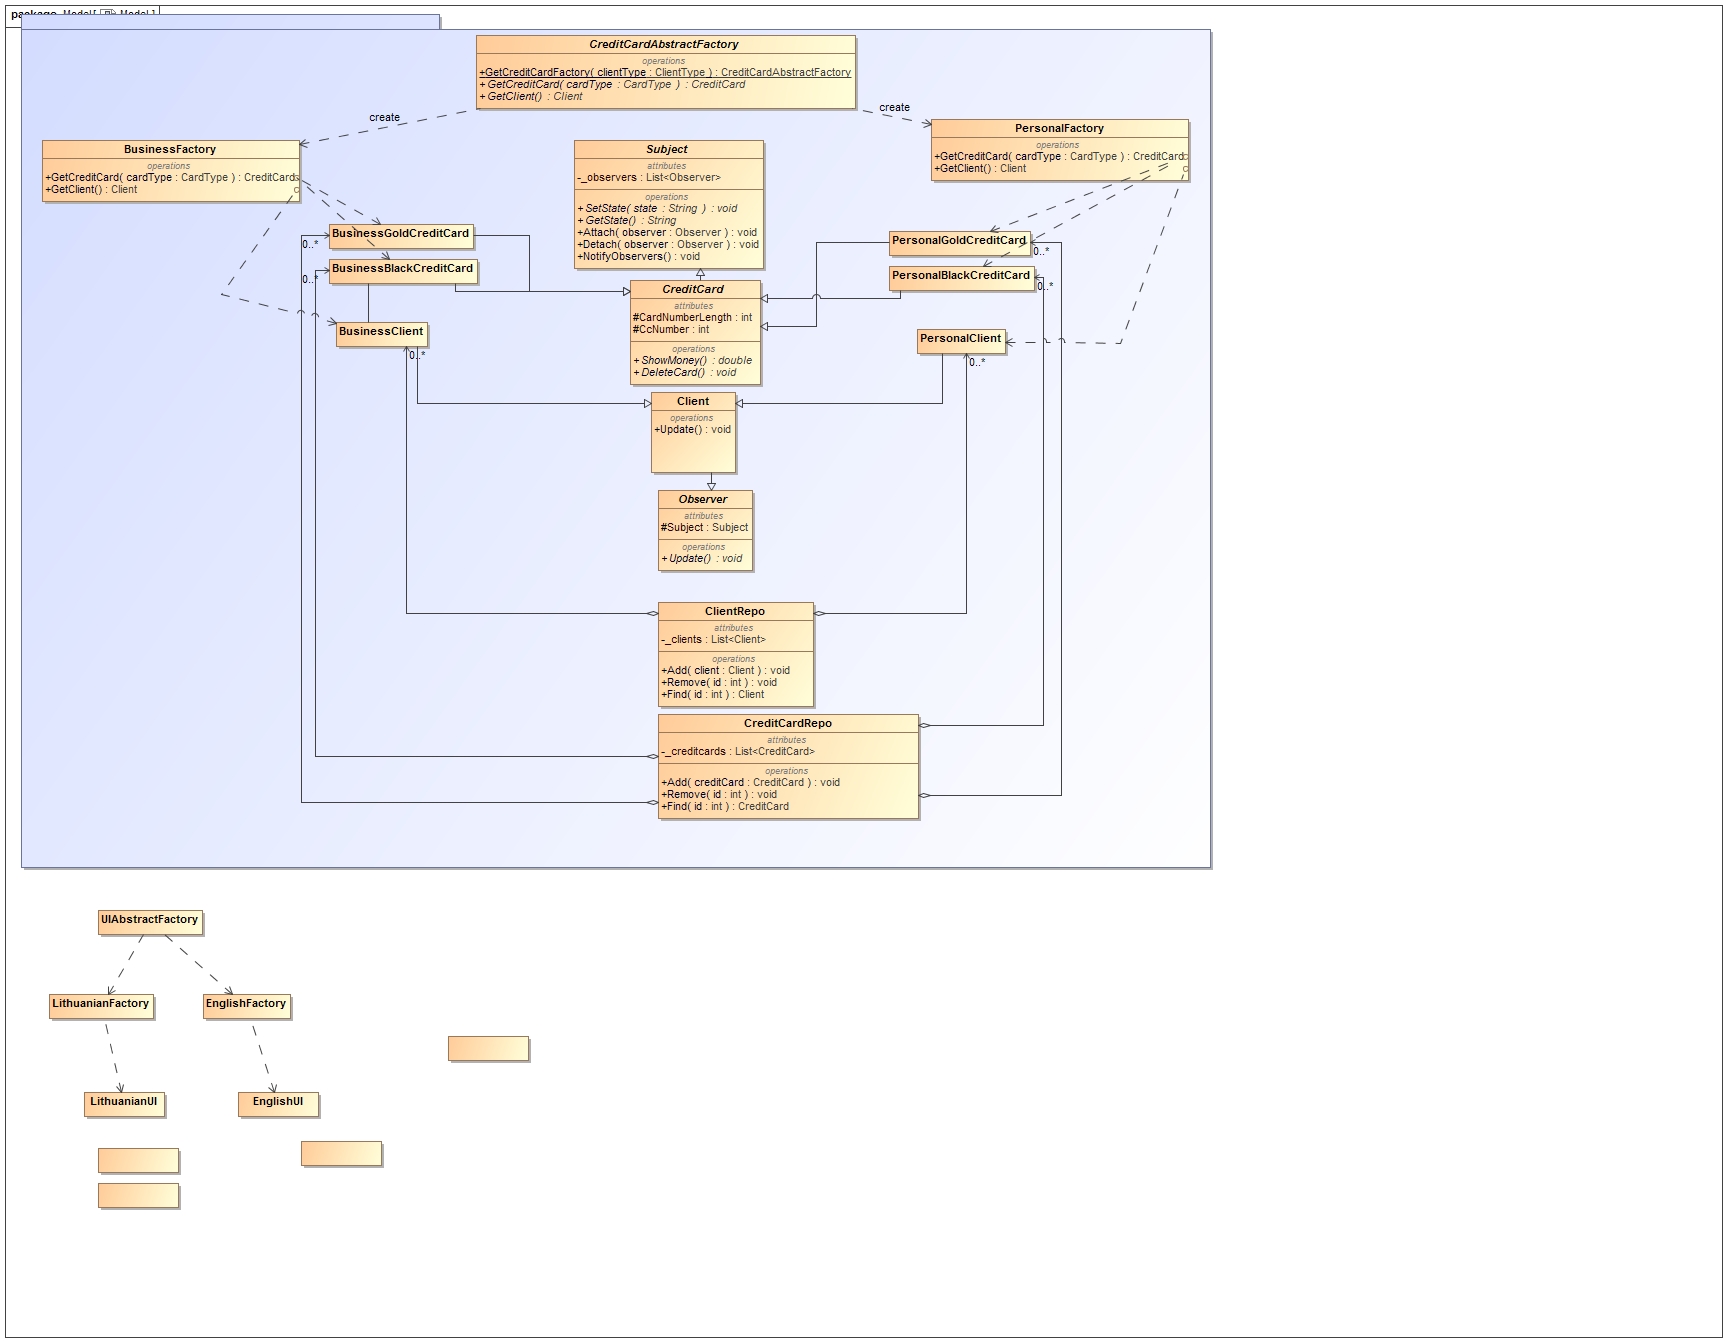 package Model [ Model ]
CreditCardAbstractFactory
operations
+GetCreditCardFactory( clientType : ClientType ) : CreditCardAbstractFactory
+ GetCreditCard( cardType : CardType ) : CreditCard
+ GetClient() : Client
create
create
BusinessFactory
operations
+GetCreditCard( cardType : CardType ) : CreditCard
+GetClient() : Client
Subject
attributes
-_observers : List<Observer>
operations
+ SetState( state : String ) : void
+ GetState() : String
+Attach( observer : Observer ) : void
+Detach( observer : Observer ) : void
+NotifyObservers() : void
PersonalFactory
operations
+GetCreditCard( cardType : CardType ) : CreditCard
+GetClient() : Client
BusinessGoldCreditCard
0..*
BusinessBlackCreditCard
0..*
PersonalGoldCreditCard
0..*
PersonalBlackCreditCard
0..*
CreditCard
attributes
#CardNumberLength : int
#CcNumber : int
operations
+ ShowMoney() : double
+ DeleteCard() : void
BusinessClient
0..*
PersonalClient
0..*
Client
operations
+Update() : void
Observer
attributes
#Subject : Subject
operations
+ Update() : void
ClientRepo
attributes
-_clients : List<Client>
operations
+Add( client : Client ) : void
+Remove( id : int ) : void
+Find( id : int ) : Client
CreditCardRepo
attributes
-_creditcards : List<CreditCard>
operations
+Add( creditCard : CreditCard ) : void
+Remove( id : int ) : void
+Find( id : int ) : CreditCard
UIAbstractFactory
LithuanianFactory
EnglishFactory
LithuanianUI
EnglishUI